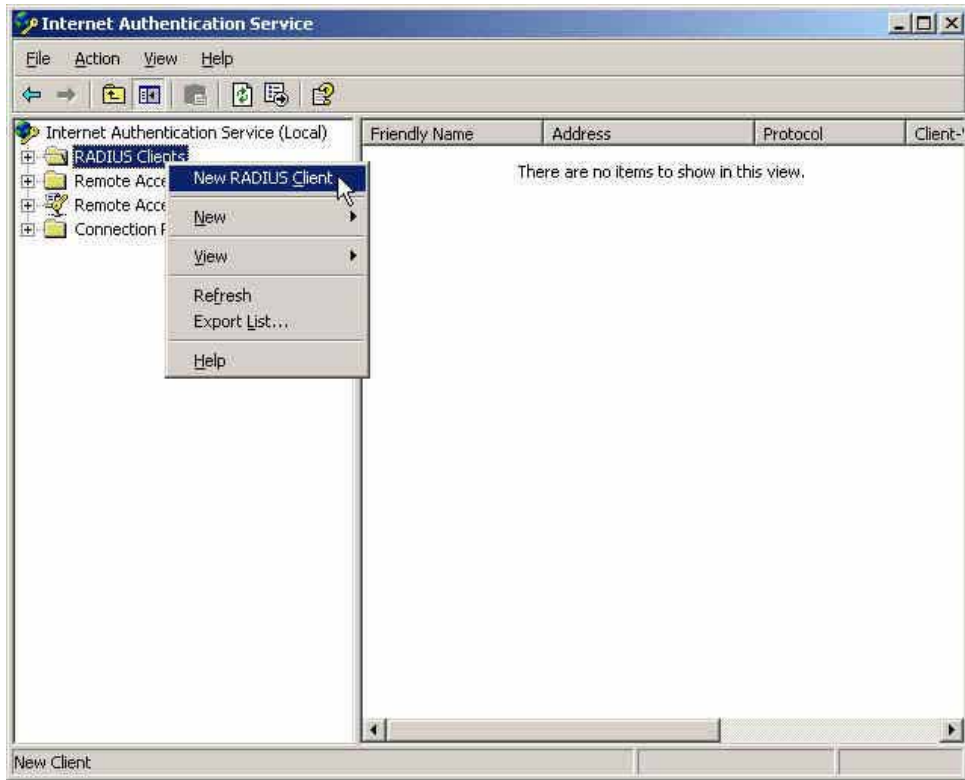 Internet Authentication Service
File Action View Help
Internet Authentication Service (Local)
RADIUS Clients
Remote Acce
Remote Acce
Connection
New RADIUS Client
New
View
Refresh
Export List...
Help
Friendly Name Address Protocol Client-
There are no items to show in this view.
New Client